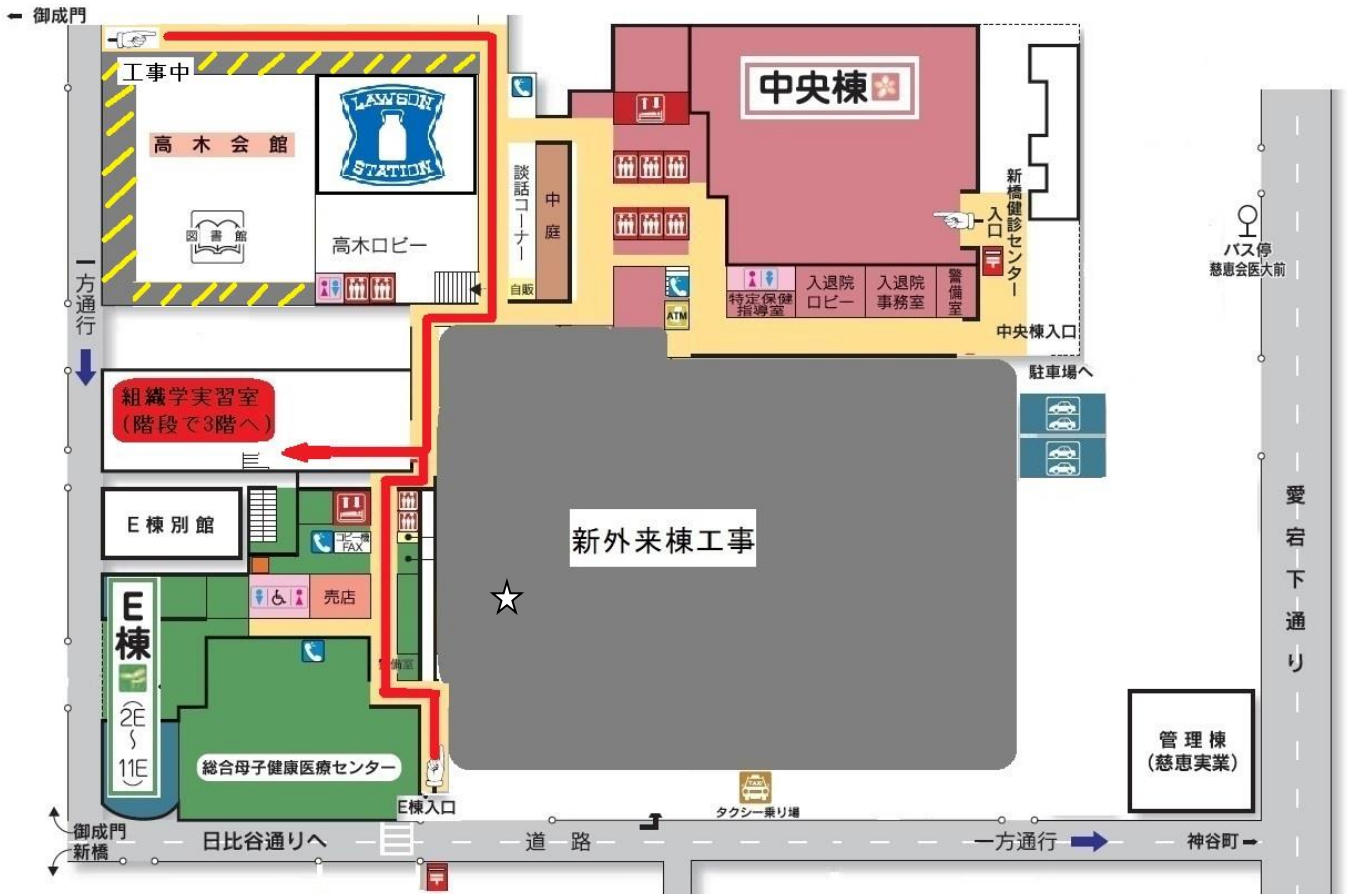 ← 御成門
工事中
LAWSON
STATION
高木会館
図書館
高木ロビー
談話コーナー
中庭
自販
中央棟
新橋健診センター
入口
特定保健
指導室
入退院
ロビー
入退院
事務室
警備室
ATM
中央棟入口
駐車場へ
バス停
慈恵会医大前
一方通行
組織学実習室
(階段で3階へ)
E棟別館
コピー機
FAX
売店
新外来棟工事
☆
愛宕下通り
E棟
(2E～11E)
警備室
総合母子健康医療センター
E棟入口
TAXI
タクシー乗り場
管理棟
(慈恵実業)
御成門
新橋
日比谷通りへ
道路
一方通行
神谷町→